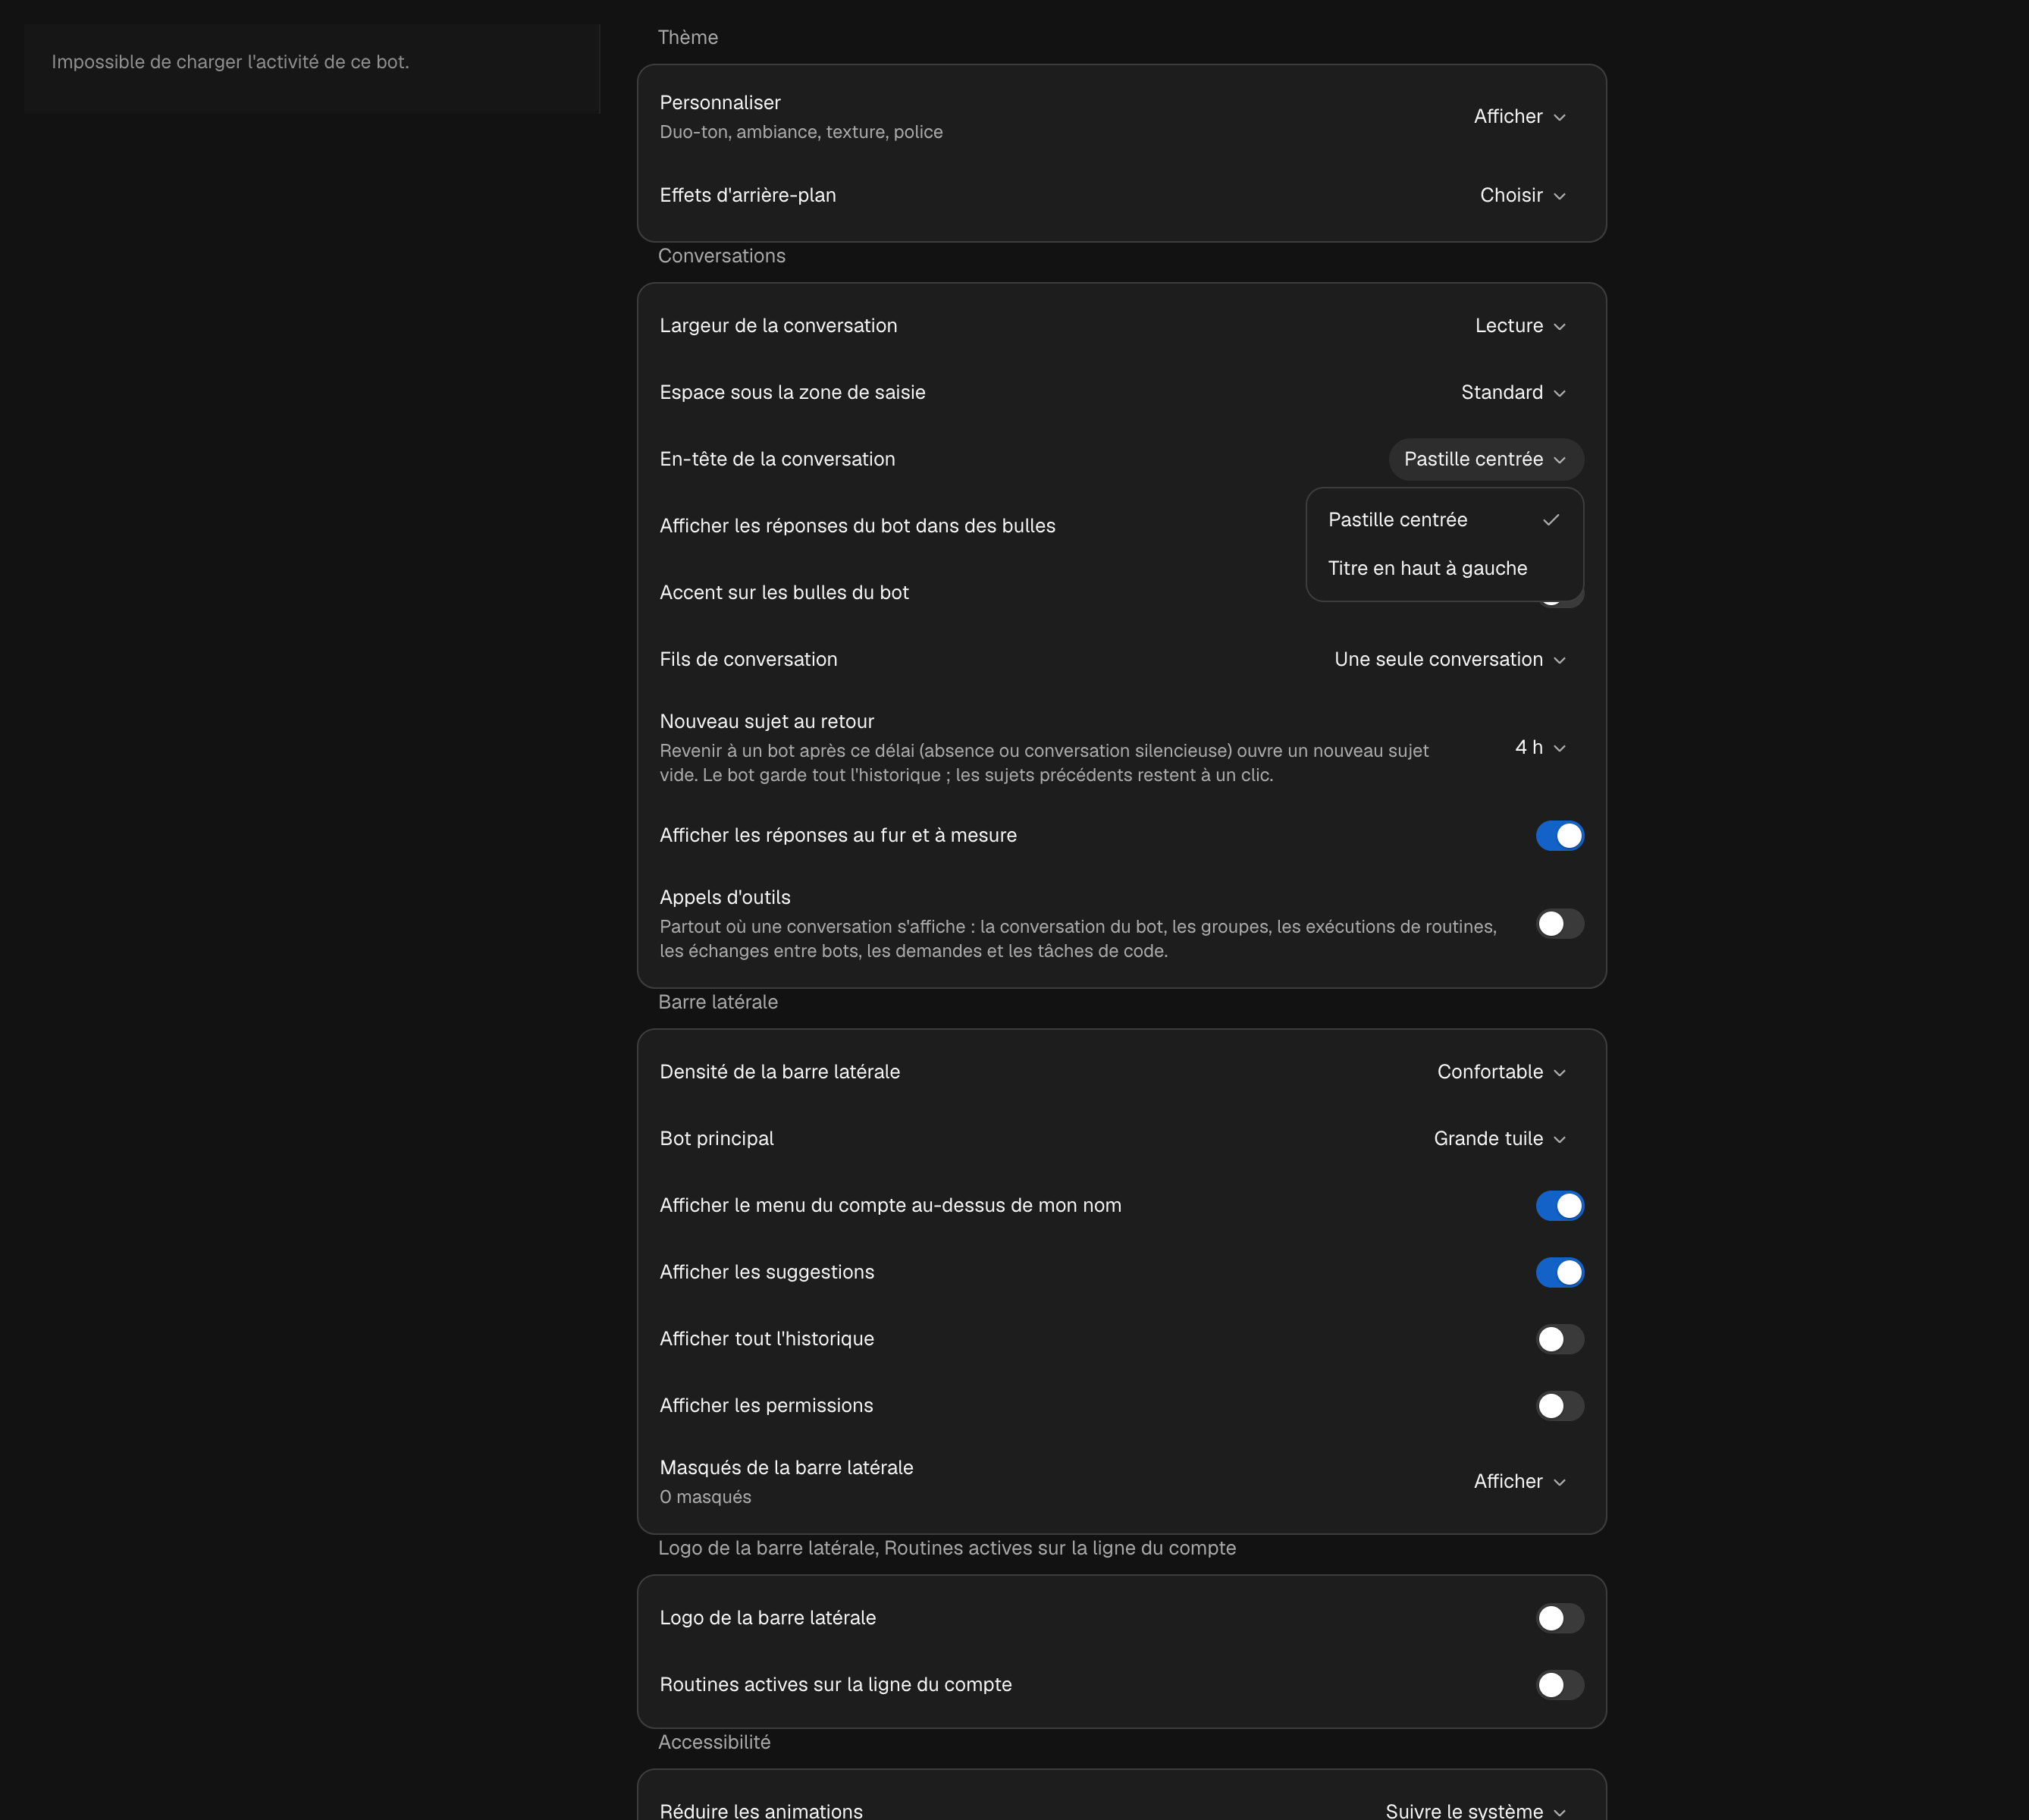 Impossible de charger l'activité de ce bot.
Thème
Personnaliser
Duo-ton, ambiance, texture, police
Afficher
Effets d'arrière-plan
Choisir
Conversations
Largeur de la conversation
Lecture
Espace sous la zone de saisie
Standard
En-tête de la conversation
Pastille centrée
Pastille centrée
Titre en haut à gauche
Afficher les réponses du bot dans des bulles
Accent sur les bulles du bot
Fils de conversation
Une seule conversation
Nouveau sujet au retour
Revenir à un bot après ce délai (absence ou conversation silencieuse) ouvre un nouveau sujet
vide. Le bot garde tout l'historique ; les sujets précédents restent à un clic.
4 h
Afficher les réponses au fur et à mesure
Appels d'outils
Partout où une conversation s'affiche : la conversation du bot, les groupes, les exécutions de routines,
les échanges entre bots, les demandes et les tâches de code.
Barre latérale
Densité de la barre latérale
Confortable
Bot principal
Grande tuile
Afficher le menu du compte au-dessus de mon nom
Afficher les suggestions
Afficher tout l'historique
Afficher les permissions
Masqués de la barre latérale
0 masqués
Afficher
Logo de la barre latérale, Routines actives sur la ligne du compte
Logo de la barre latérale
Routines actives sur la ligne du compte
Accessibilité
Réduire les animations
Suivre le système